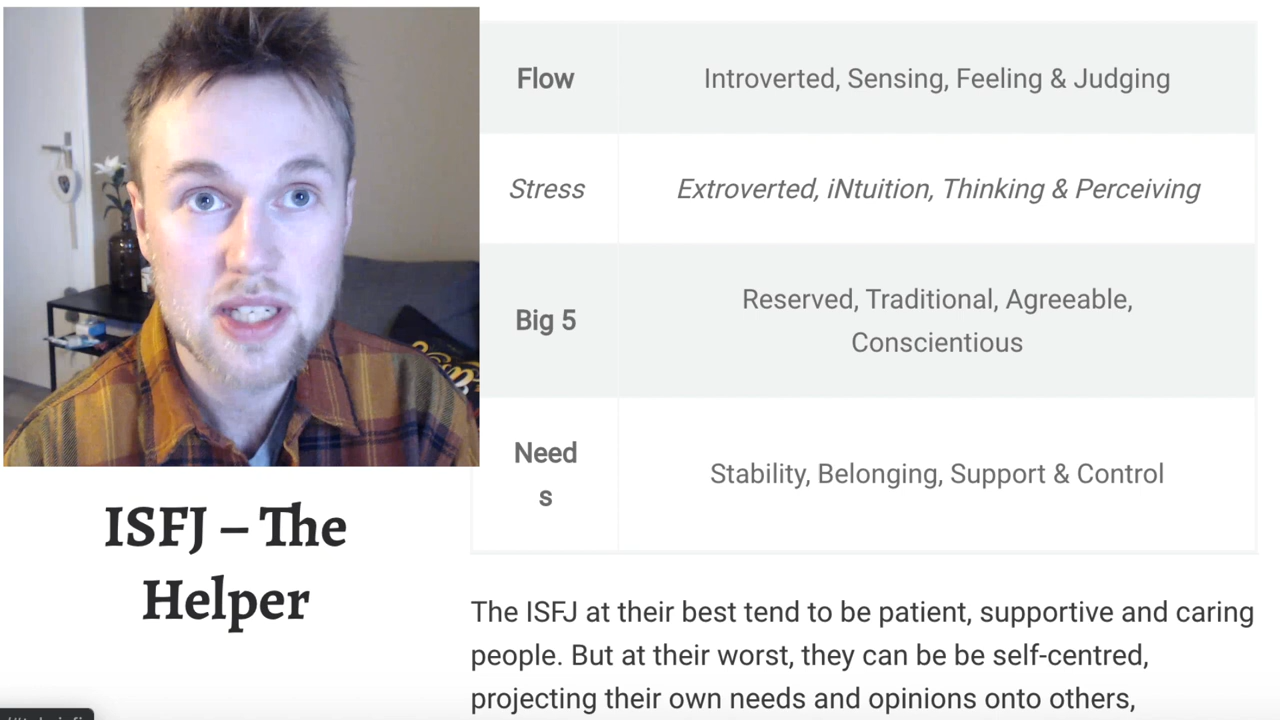 Flow
Introverted, Sensing, Feeling & Judging
Stress
Extroverted, iNtuition, Thinking & Perceiving
Big 5
Reserved, Traditional, Agreeable,
Conscientious
Need
s
Stability, Belonging, Support & Control
ISFJ – The
Helper
The ISFJ at their best tend to be patient, supportive and caring
people. But at their worst, they can be be self-centred,
projecting their own needs and opinions onto others,